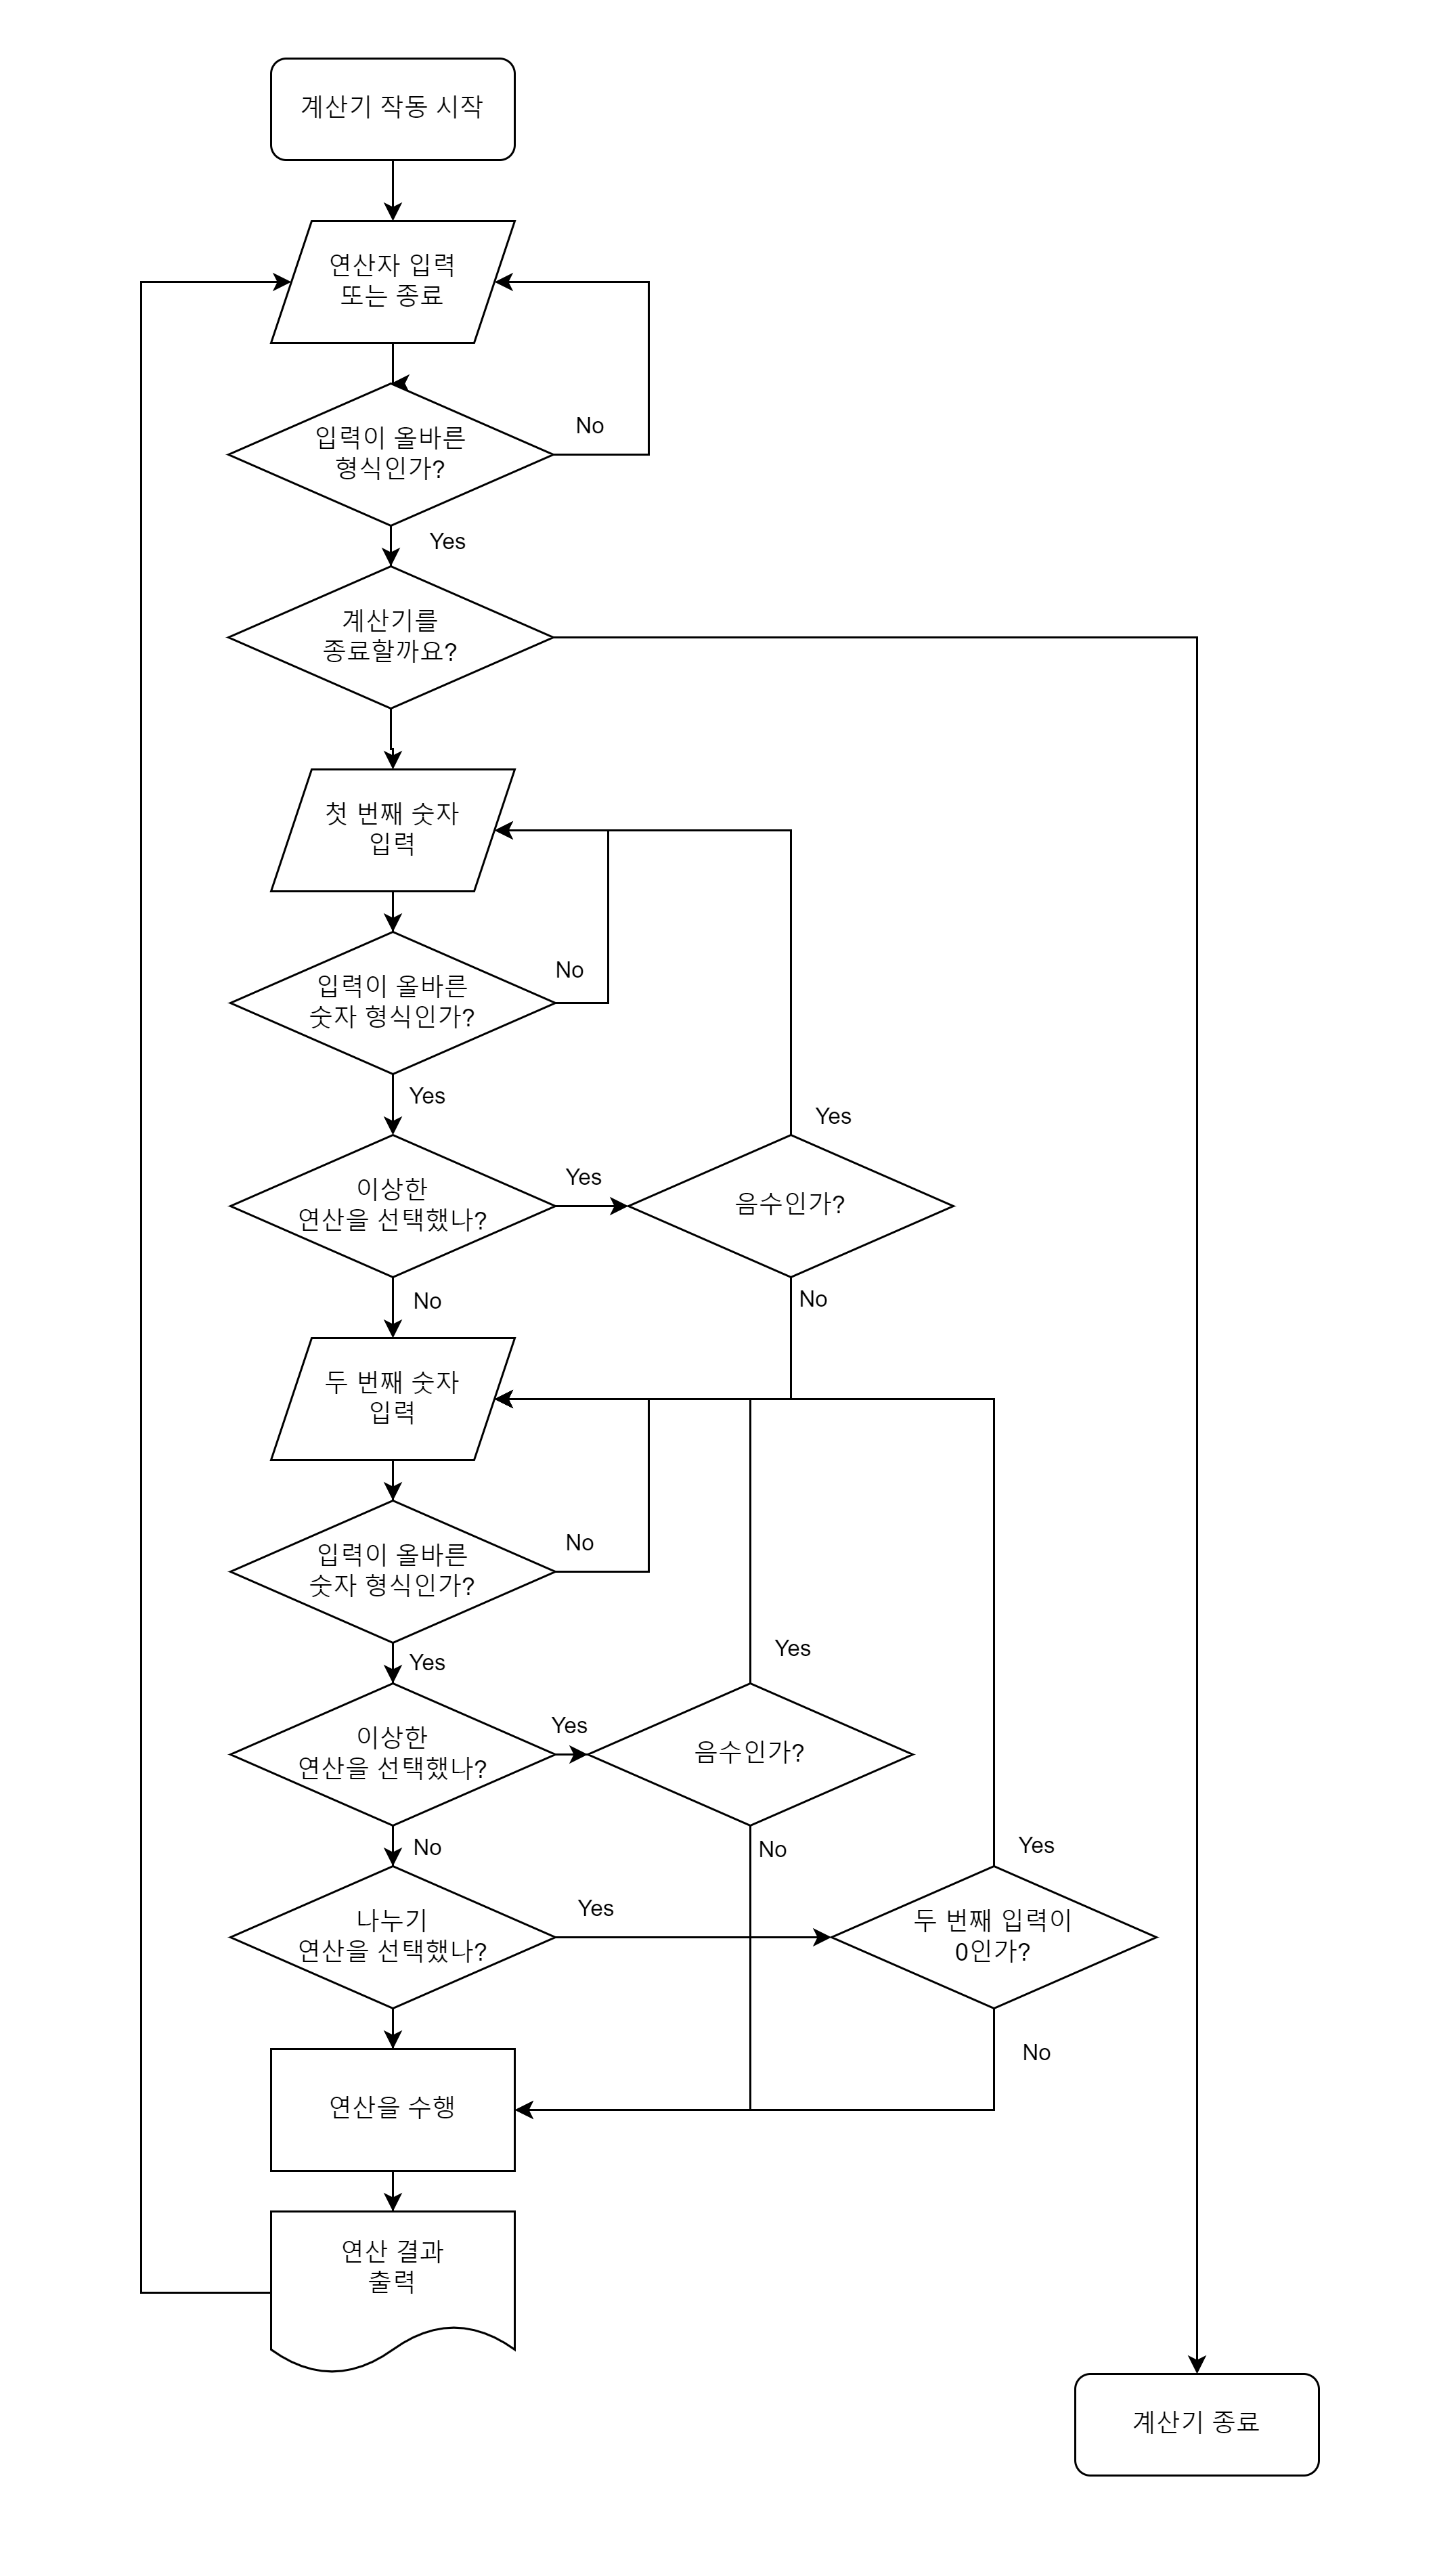 계산기 작동 시작
연산자 입력
또는 종료
입력이 올바른
형식인가?
No
Yes
계산기를
종료할까요?
첫 번째 숫자
입력
입력이 올바른
숫자 형식인가?
No
Yes
이상한
연산을 선택했나?
Yes
음수인가?
Yes
No
No
두 번째 숫자
입력
입력이 올바른
숫자 형식인가?
No
Yes
이상한
연산을 선택했나?
Yes
음수인가?
Yes
No
No
나누기
연산을 선택했나?
Yes
두 번째 입력이
0인가?
Yes
No
연산을 수행
연산 결과
출력
계산기 종료